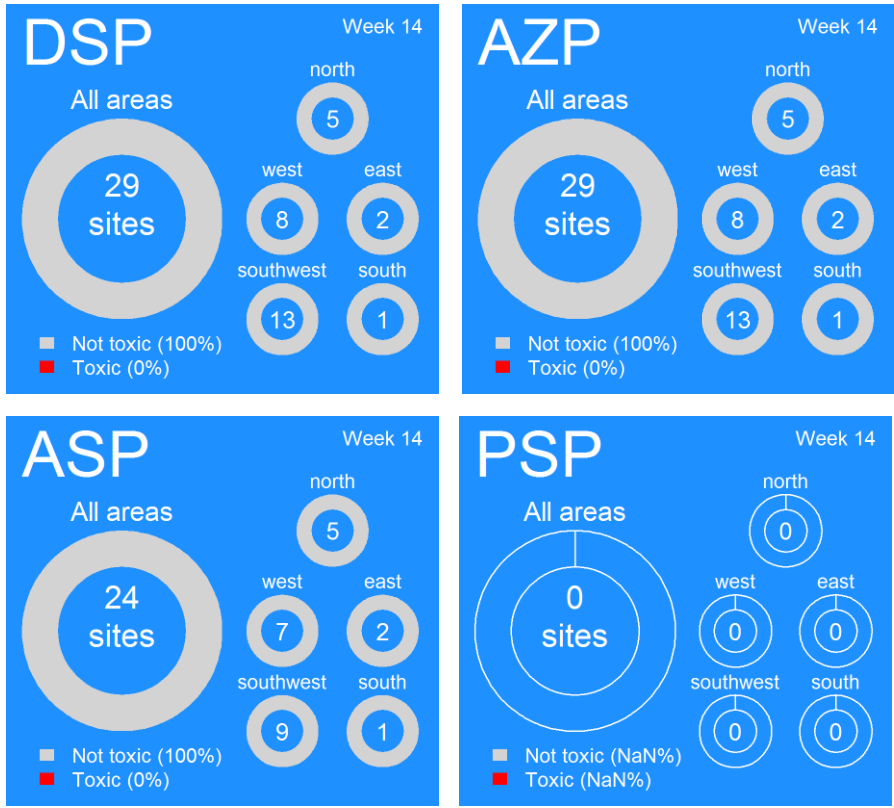 DSP
Week 14
All areas
29
sites
north
5
west
8
east
2
southwest
13
south
1
Not toxic (100%)
Toxic (0%)
AZP
Week 14
All areas
29
sites
north
5
west
8
east
2
southwest
13
south
1
Not toxic (100%)
Toxic (0%)
ASP
Week 14
All areas
24
sites
north
5
west
7
east
2
southwest
9
south
1
Not toxic (100%)
Toxic (0%)
PSP
Week 14
All areas
0
sites
north
0
west
0
east
0
southwest
0
south
0
Not toxic (NaN%)
Toxic (NaN%)